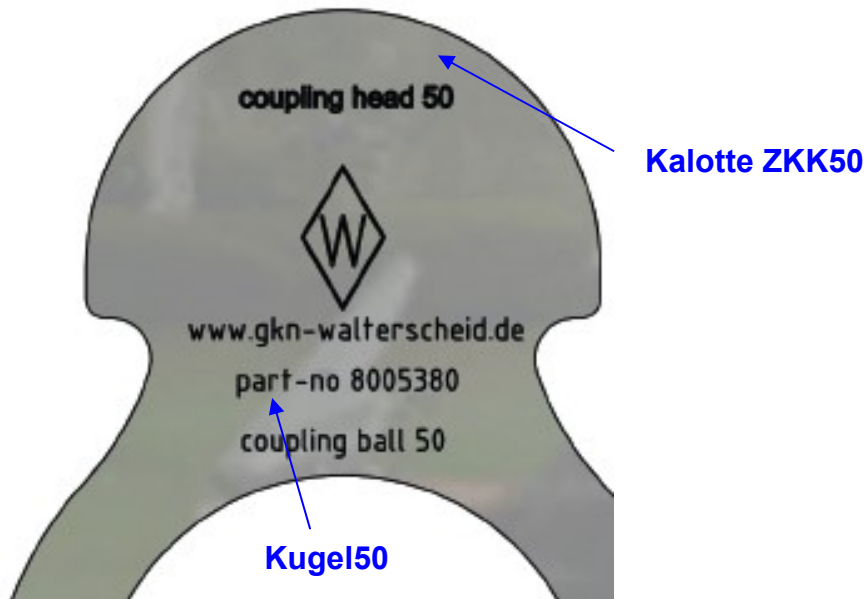 coupling head 50
Kalotte ZKK50
W
www.gkn-walterscheid.de
part-no 8005380
coupling ball 50
Kugel50